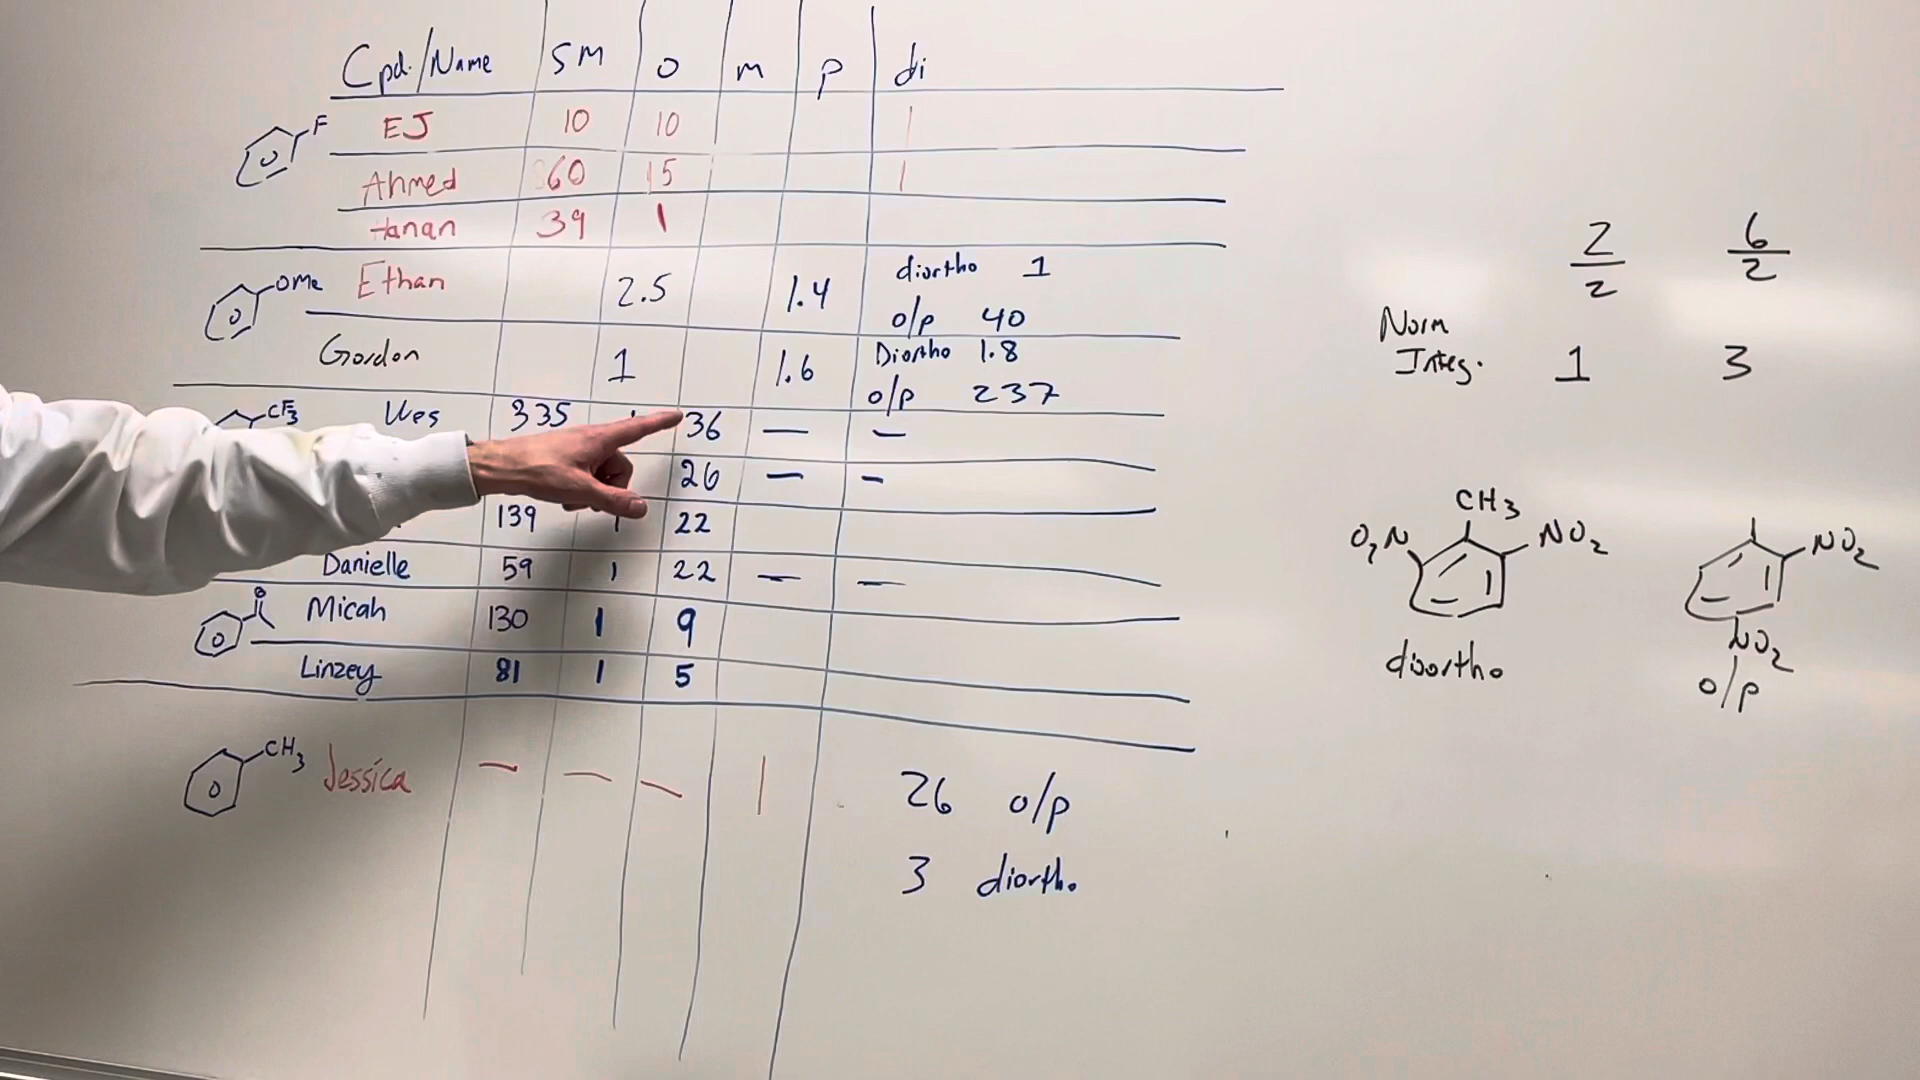 Cpd./Name SM o m p di
F EJ 10 10 1
Ahmed 60 15 1
Hanan 39 1
OMe Ethan 2.5 1.4 diortho 1
o/p 40
Gordon 1 1.6 Diortho 1.8
o/p 237
CF3 Wes 335 36 — —
26 — —
139 1 22
Danielle 59 1 22 — —
O Micah 130 1 9
Linzey 81 1 5
CH3 Jessica — — — 1 26 o/p
3 diortho
2/2 6/2
Norm
Integ. 1 3
CH3
O2N NO2
diortho
NO2
NO2
o/p